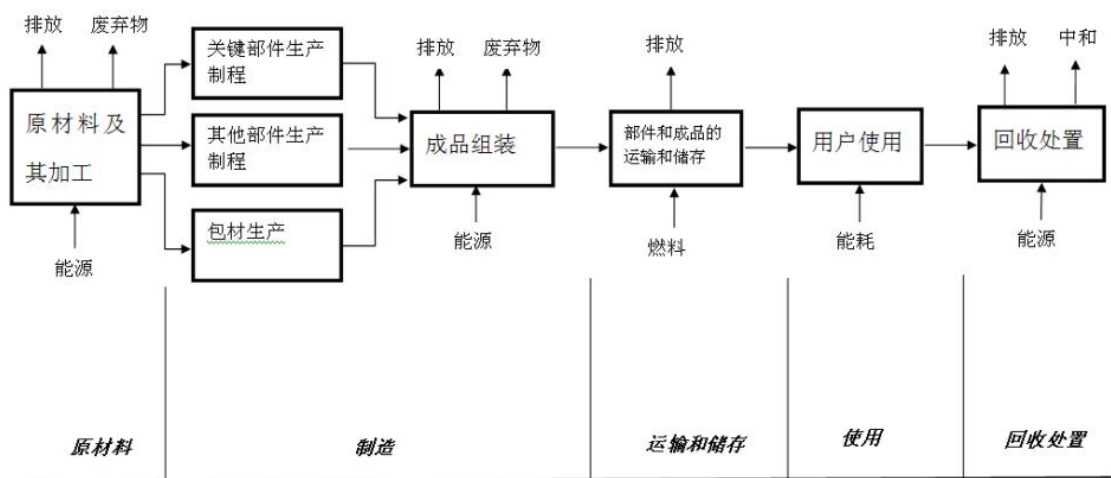 排放
废弃物
原材料及
其加工
能源
关键部件生产
制程
其他部件生产
制程
包材生产
排放
废弃物
成品组装
能源
排放
部件和成品的
运输和储存
燃料
用户使用
能耗
排放
中和
回收处置
能源
原材料
制造
运输和储存
使用
回收处置